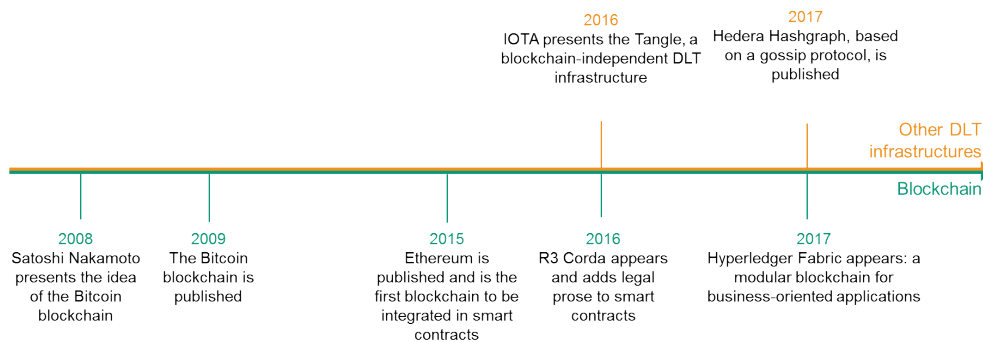 2016
IOTA presents the Tangle, a
blockchain-independent DLT
infrastructure
2017
Hedera Hashgraph, based
on a gossip protocol, is
published
Other DLT
infrastructures
Blockchain
2008
Satoshi Nakamoto
presents the idea
of the Bitcoin
blockchain
2009
The Bitcoin
blockchain is
published
2015
Ethereum is
published and is the
first blockchain to be
integrated in smart
contracts
2016
R3 Corda appears
and adds legal
prose to smart
contracts
2017
Hyperledger Fabric appears: a
modular blockchain for
business-oriented applications